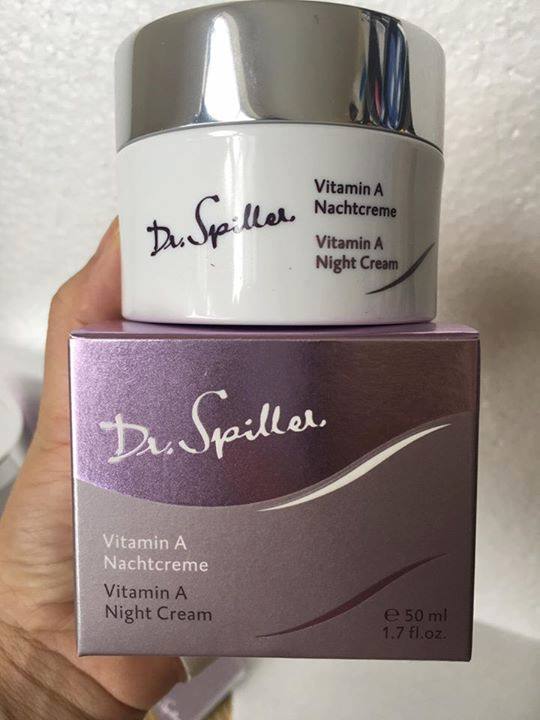 Dr. Spiller.
Vitamin A
Nachtcreme
Vitamin A
Night Cream
Dr. Spiller.
Vitamin A
Nachtcreme
Vitamin A
Night Cream
℮ 50 ml
1.7 fl.oz.